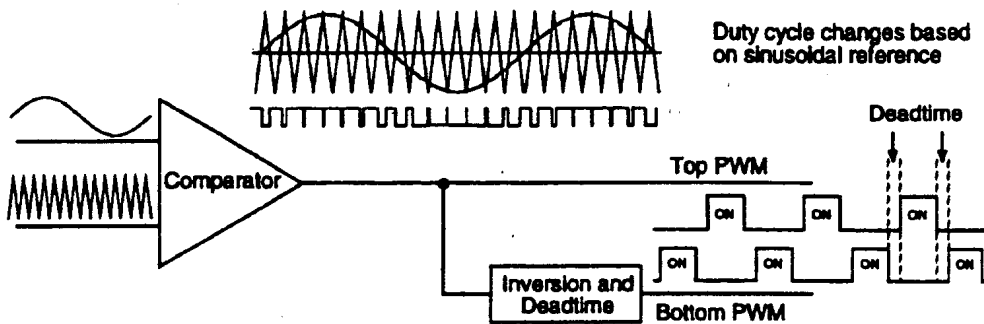 Duty cycle changes based
on sinusoidal reference
Deadtime
Comparator
Top PWM
ON ON ON
ON ON ON ON
Inversion and
Deadtime
Bottom PWM